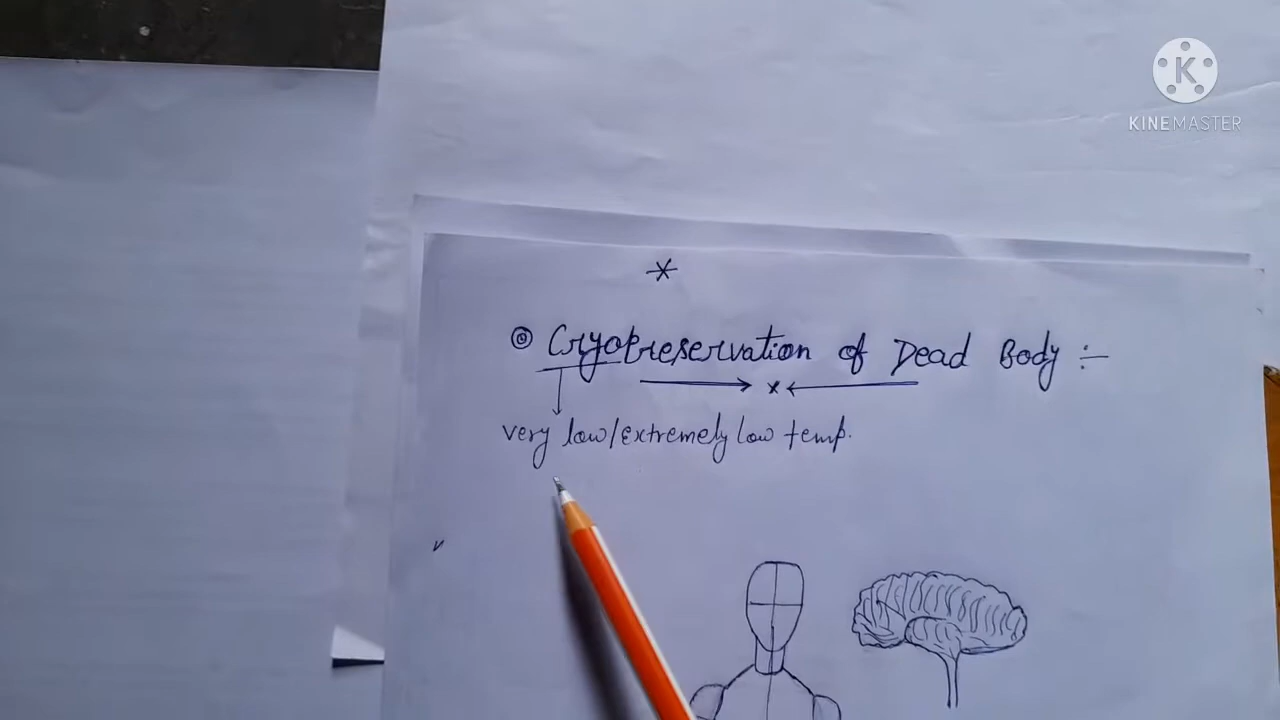 K
KINEMASTER
Cryopreservation of Dead Body :-
very low/extremely low temp.